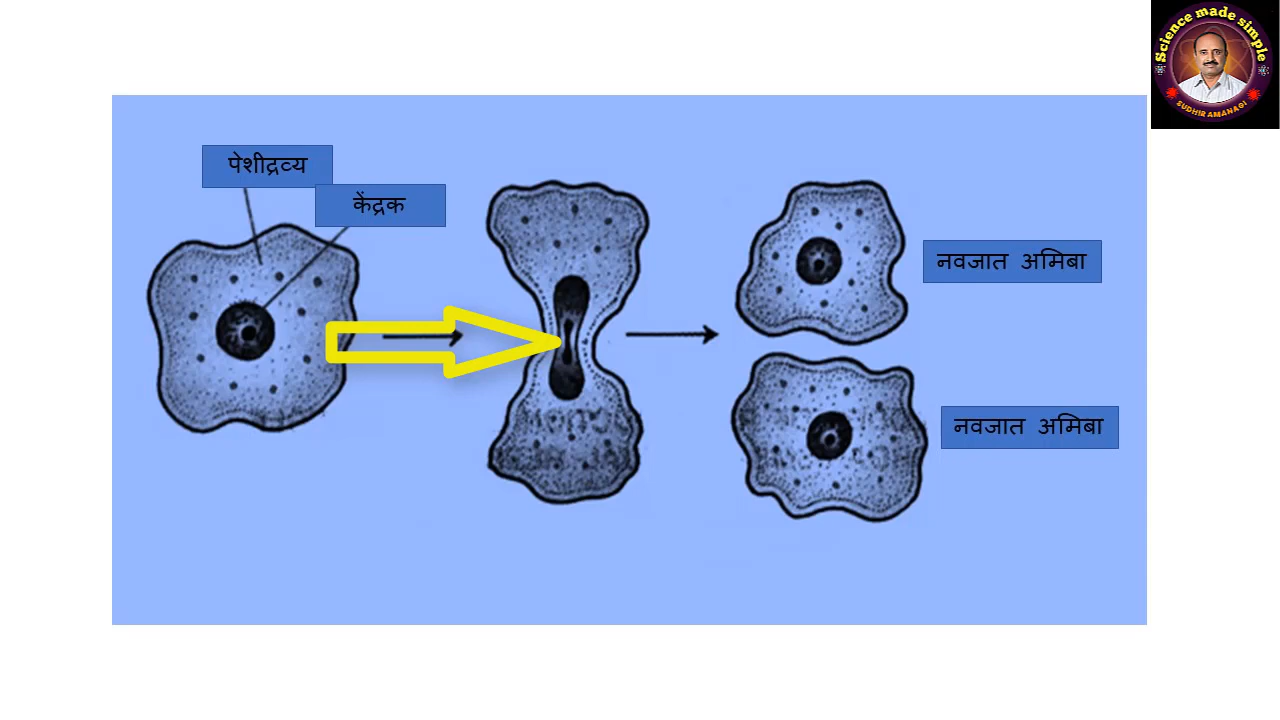 Science made simple
SUDHIR AMANAGI
पेशीद्रव्य
केंद्रक
नवजात अमिबा
नवजात अमिबा